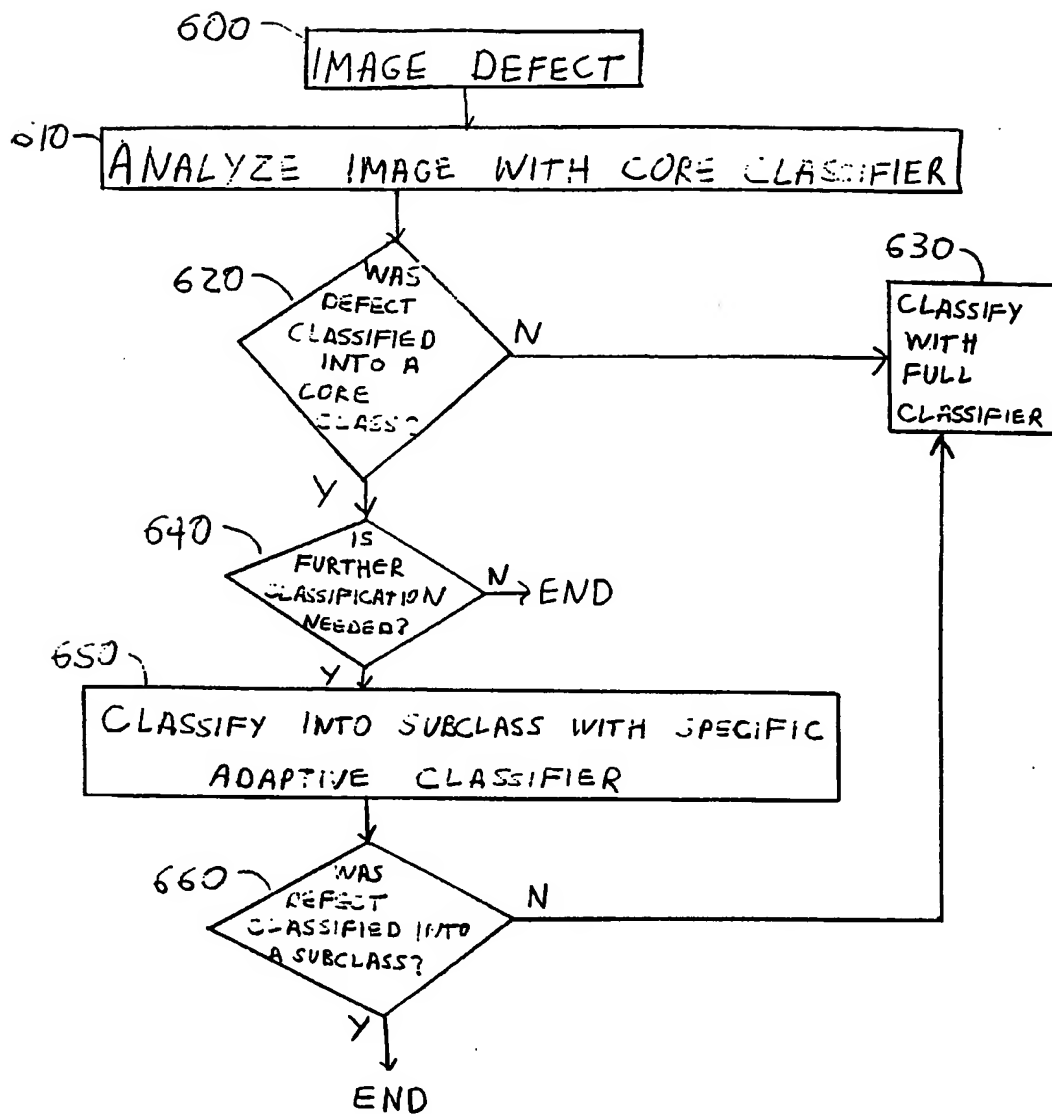 600
IMAGE DEFECT
610
ANALYZE IMAGE WITH CORE CLASSIFIER
620
WAS
DEFECT
CLASSIFIED
INTO A
CORE
CLASS?
N
630
CLASSIFY
WITH
FULL
CLASSIFIER
Y
640
IS
FURTHER
CLASSIFICATION
NEEDED?
N
END
Y
650
CLASSIFY INTO SUBCLASS WITH SPECIFIC
ADAPTIVE CLASSIFIER
660
WAS
DEFECT
CLASSIFIED INTO
A SUBCLASS?
N
Y
END